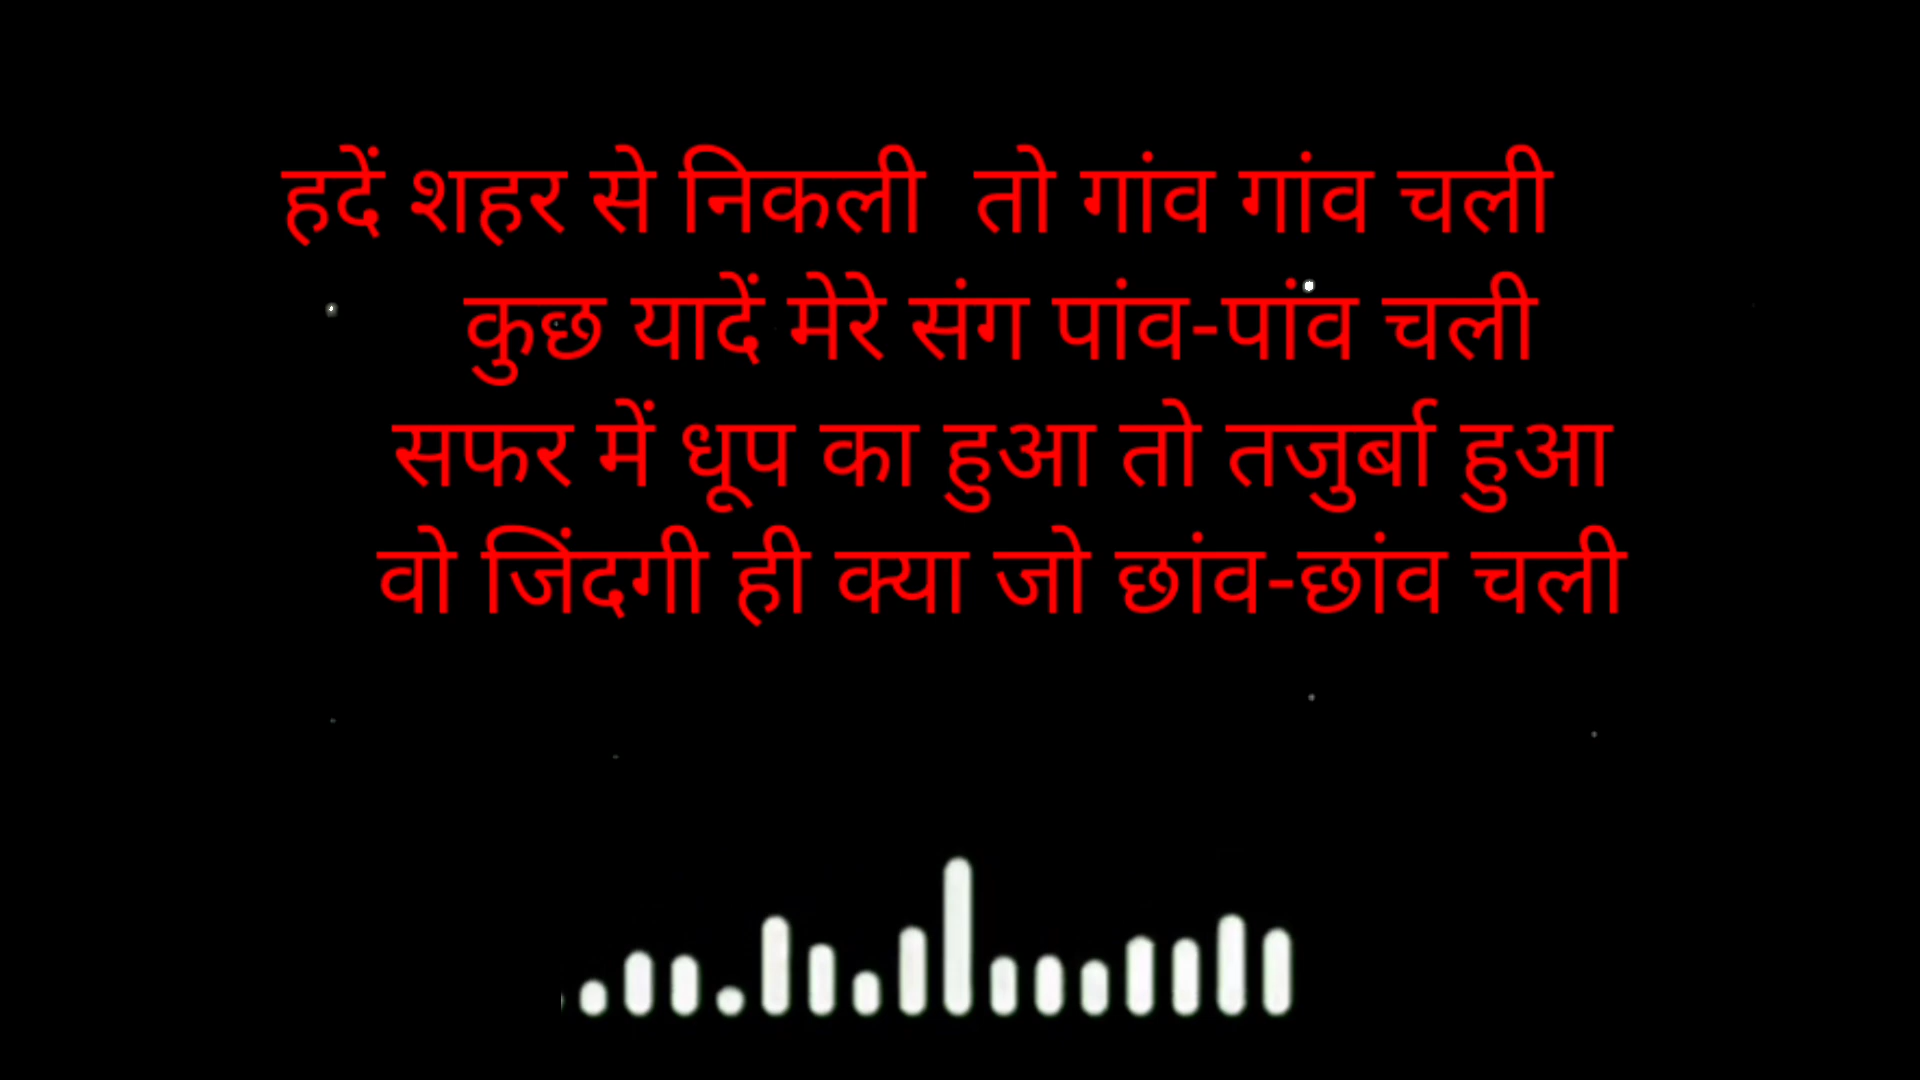 हदें शहर से निकली तो गांव गांव चली
कुछ यादें मेरे संग पांव-पांव चली
सफर में धूप का हुआ तो तजुर्बा हुआ
वो जिंदगी ही क्या जो छांव-छांव चली